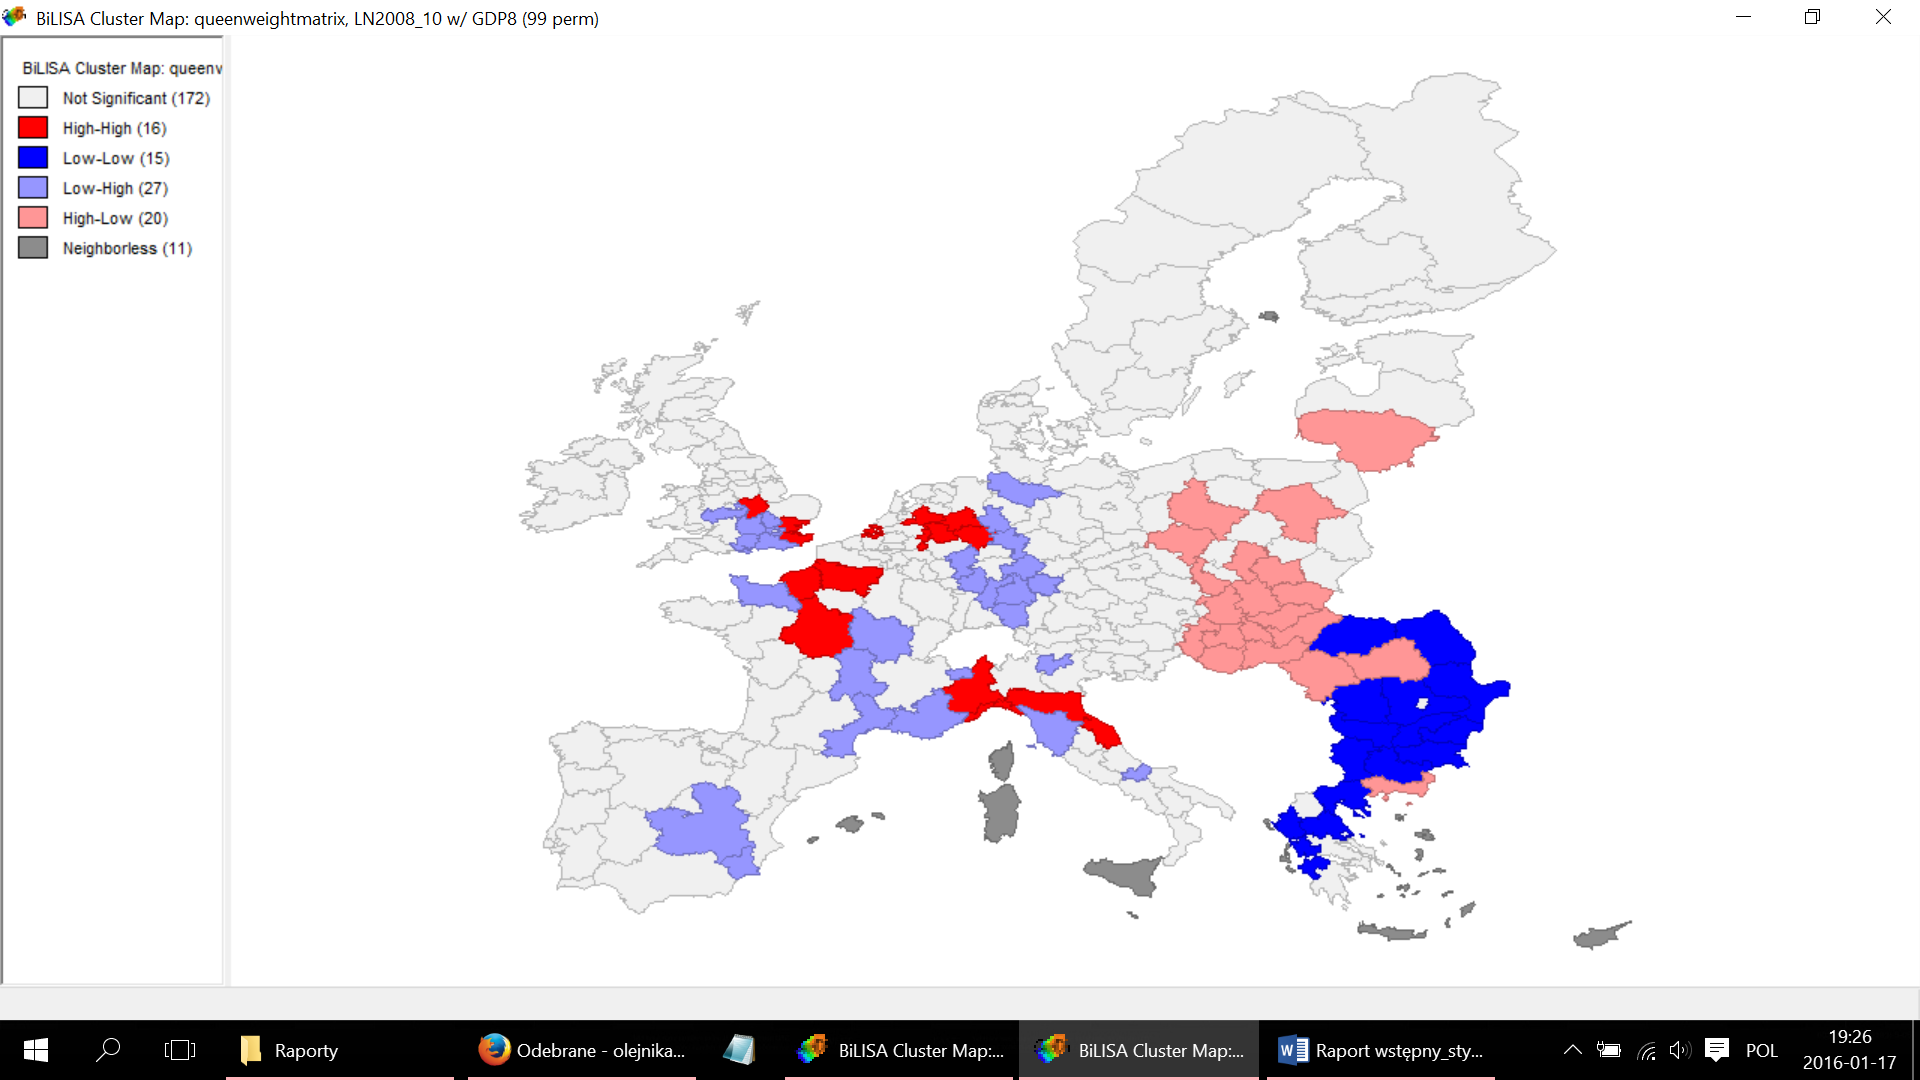 BiLISA Cluster Map: queenweightmatrix, LN2008_10 w/ GDP8 (99 perm)
BiLISA Cluster Map: queenw
Not Significant (172)
High-High (16)
Low-Low (15)
Low-High (27)
High-Low (20)
Neighborless (11)
Raporty
Odebrane - olejnika...
BiLISA Cluster Map:...
BiLISA Cluster Map:...
Raport wstępny_sty...
POL
19:26
2016-01-17